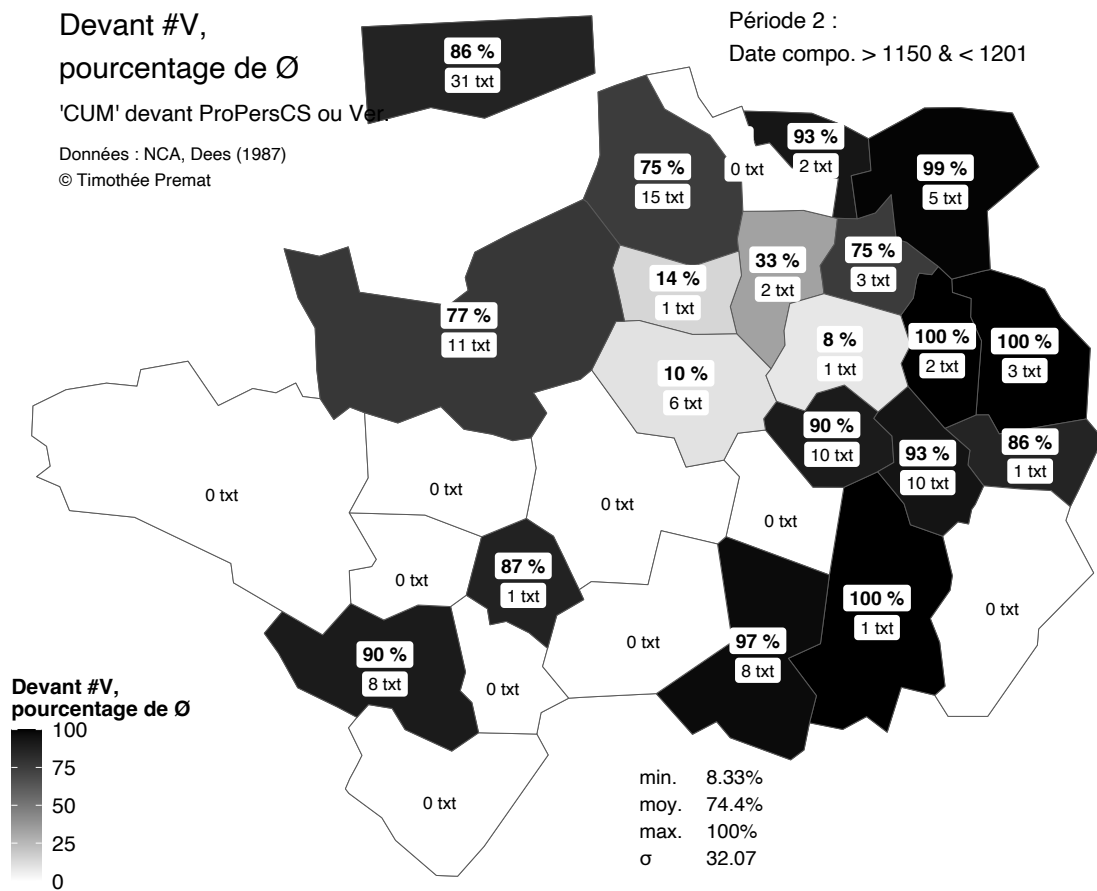 Devant #V,
pourcentage de Ø
'CUM' devant ProPersCS ou Ver.
Données : NCA, Dees (1987)
© Timothée Premat
Période 2 :
Date compo. > 1150 & < 1201
86 %
31 txt
93 %
2 txt
75 %
15 txt
0 txt
99 %
5 txt
33 %
2 txt
75 %
3 txt
14 %
1 txt
77 %
11 txt
8 %
1 txt
100 %
2 txt
100 %
3 txt
10 %
6 txt
90 %
10 txt
93 %
10 txt
86 %
1 txt
0 txt
0 txt
0 txt
0 txt
0 txt
87 %
1 txt
100 %
1 txt
0 txt
0 txt
97 %
8 txt
90 %
8 txt
0 txt
0 txt
Devant #V,
pourcentage de Ø
100
75
50
25
0
min. 8.33%
moy. 74.4%
max. 100%
σ 32.07